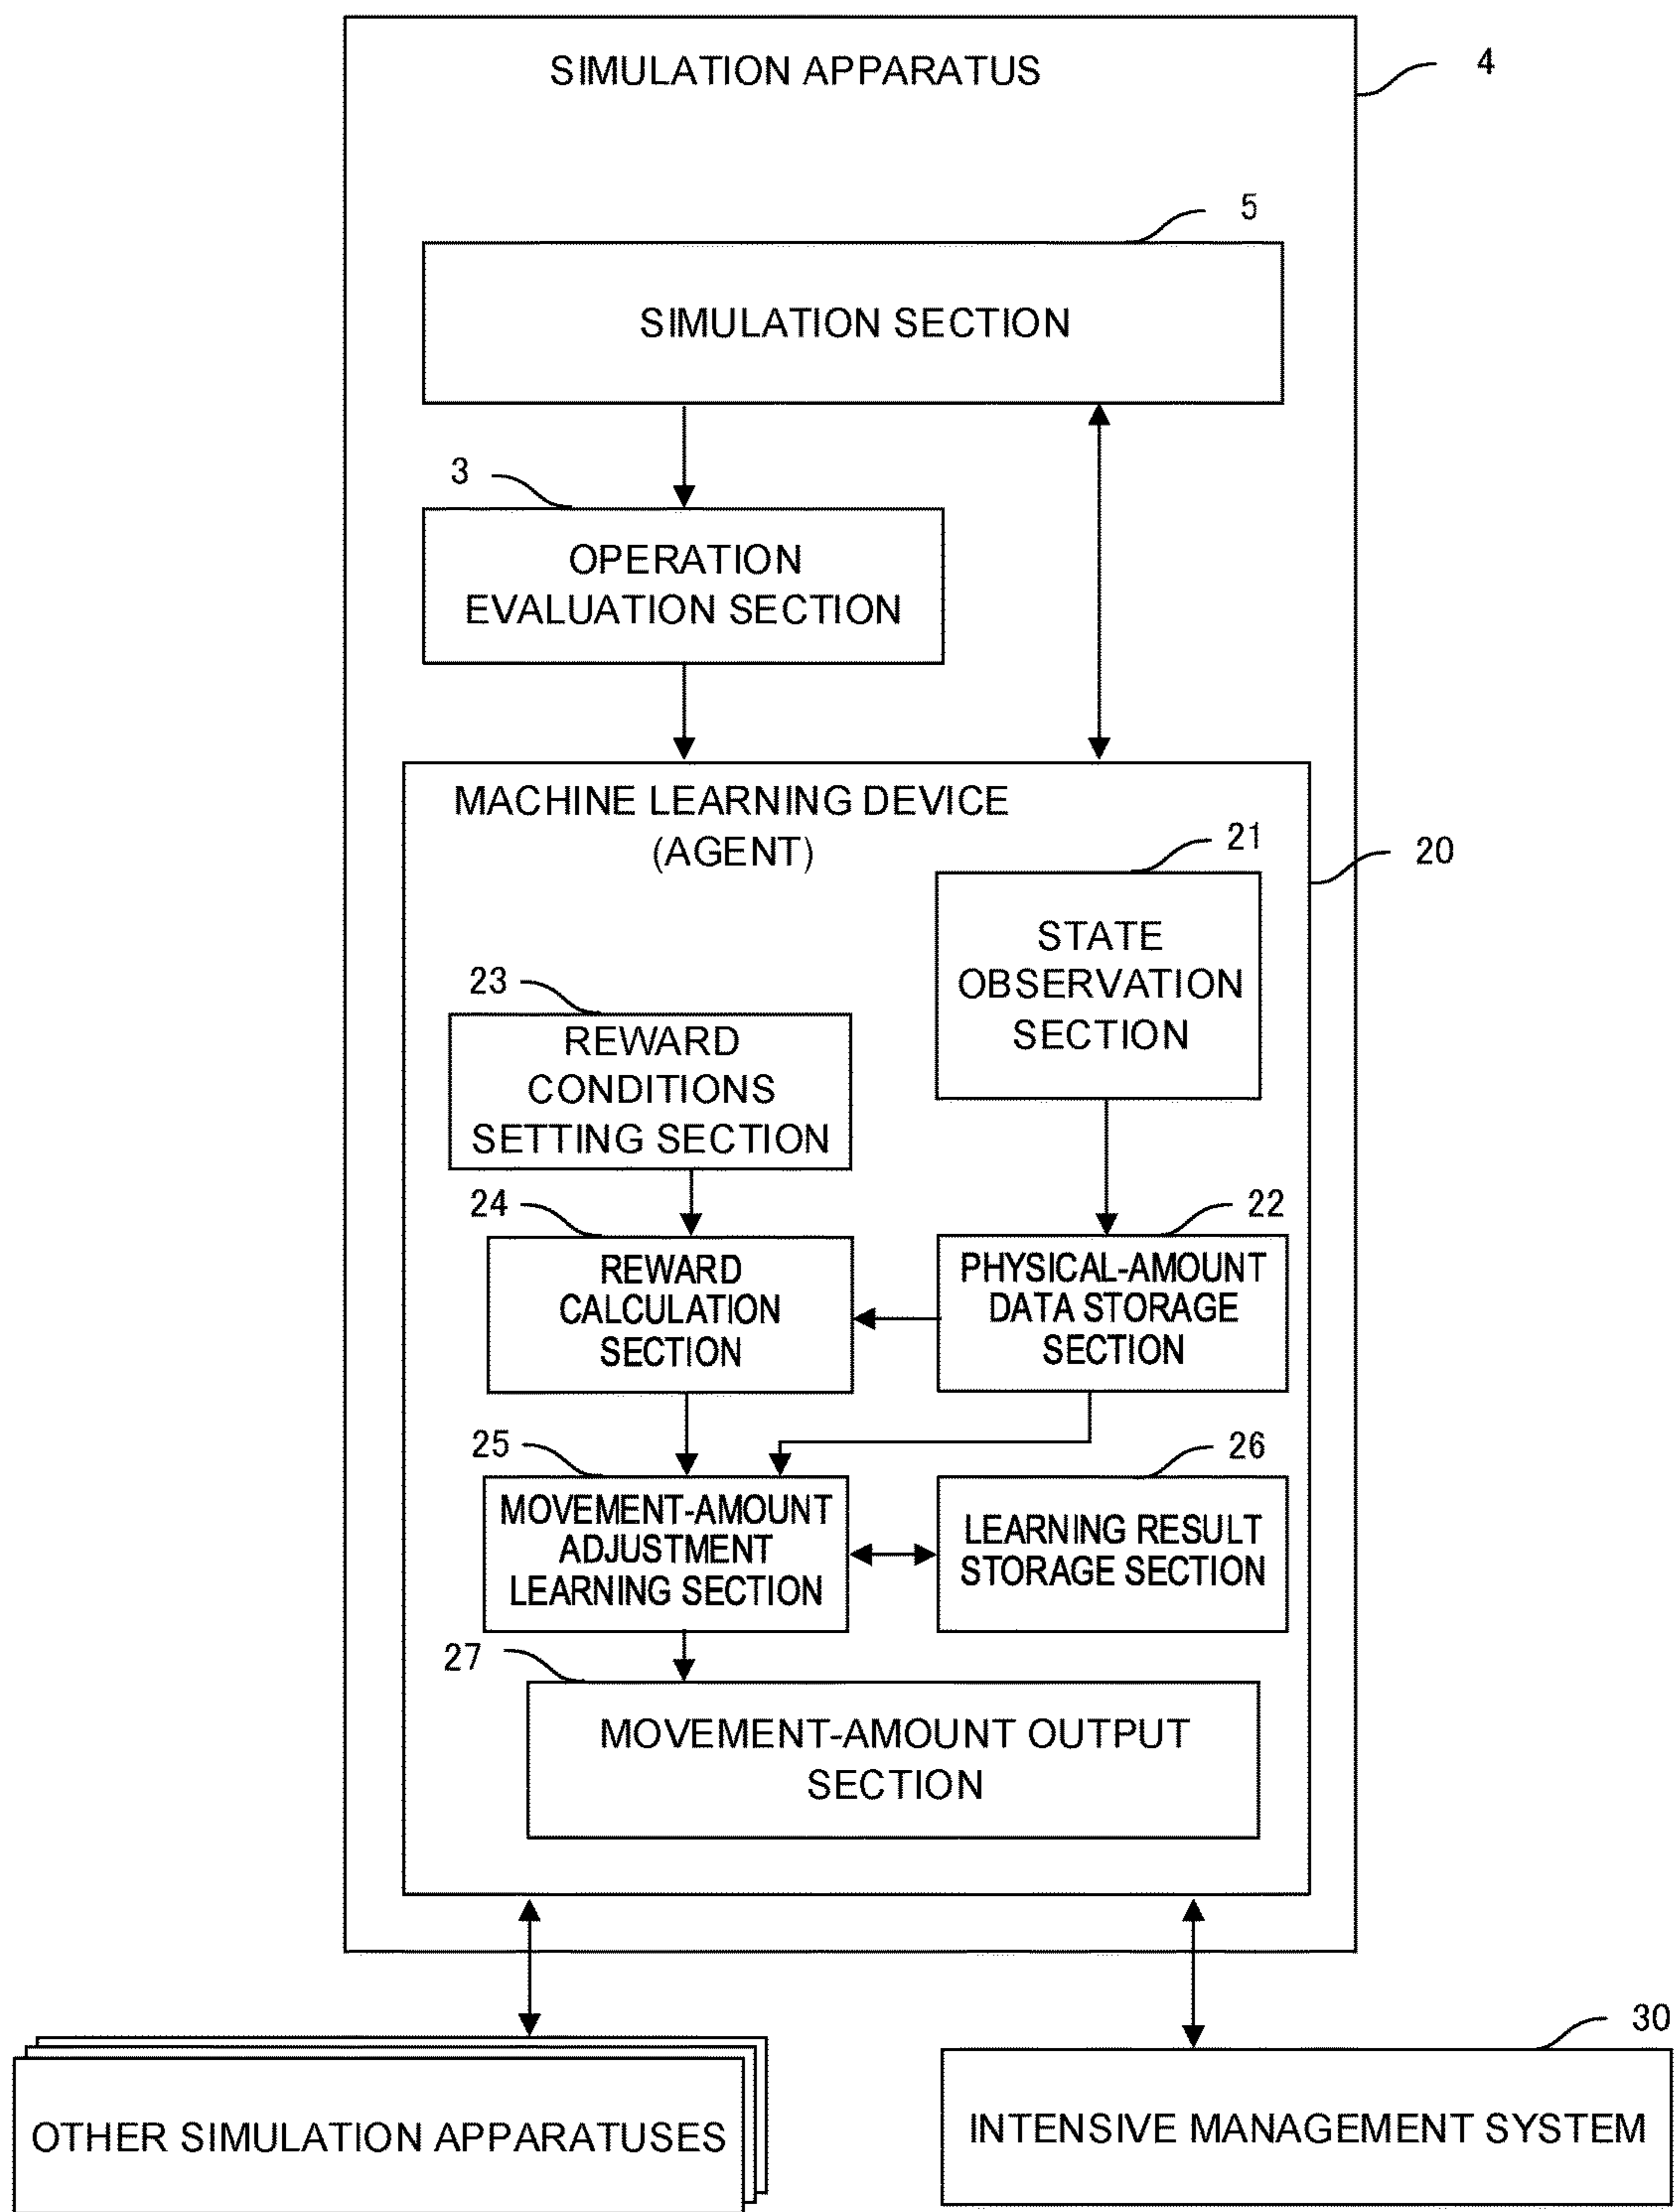 SIMULATION APPARATUS
4
5
SIMULATION SECTION
3
OPERATION
EVALUATION SECTION
MACHINE LEARNING DEVICE
(AGENT)
20
21
STATE
OBSERVATION
SECTION
23
REWARD
CONDITIONS
SETTING SECTION
24
REWARD
CALCULATION
SECTION
22
PHYSICAL-AMOUNT
DATA STORAGE
SECTION
25
MOVEMENT-AMOUNT
ADJUSTMENT
LEARNING SECTION
26
LEARNING RESULT
STORAGE SECTION
27
MOVEMENT-AMOUNT OUTPUT
SECTION
OTHER SIMULATION APPARATUSES
30
INTENSIVE MANAGEMENT SYSTEM